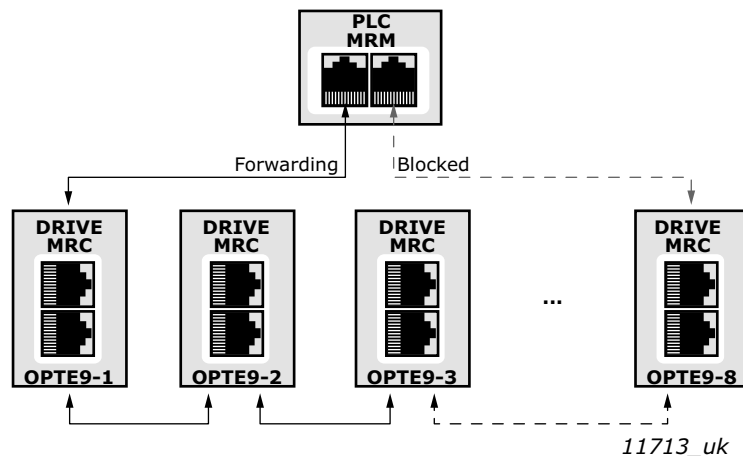 PLC
MRM
Forwarding
Blocked
DRIVE
MRC
OPTE9-1
DRIVE
MRC
OPTE9-2
DRIVE
MRC
OPTE9-3
...
DRIVE
MRC
OPTE9-8
11713_uk